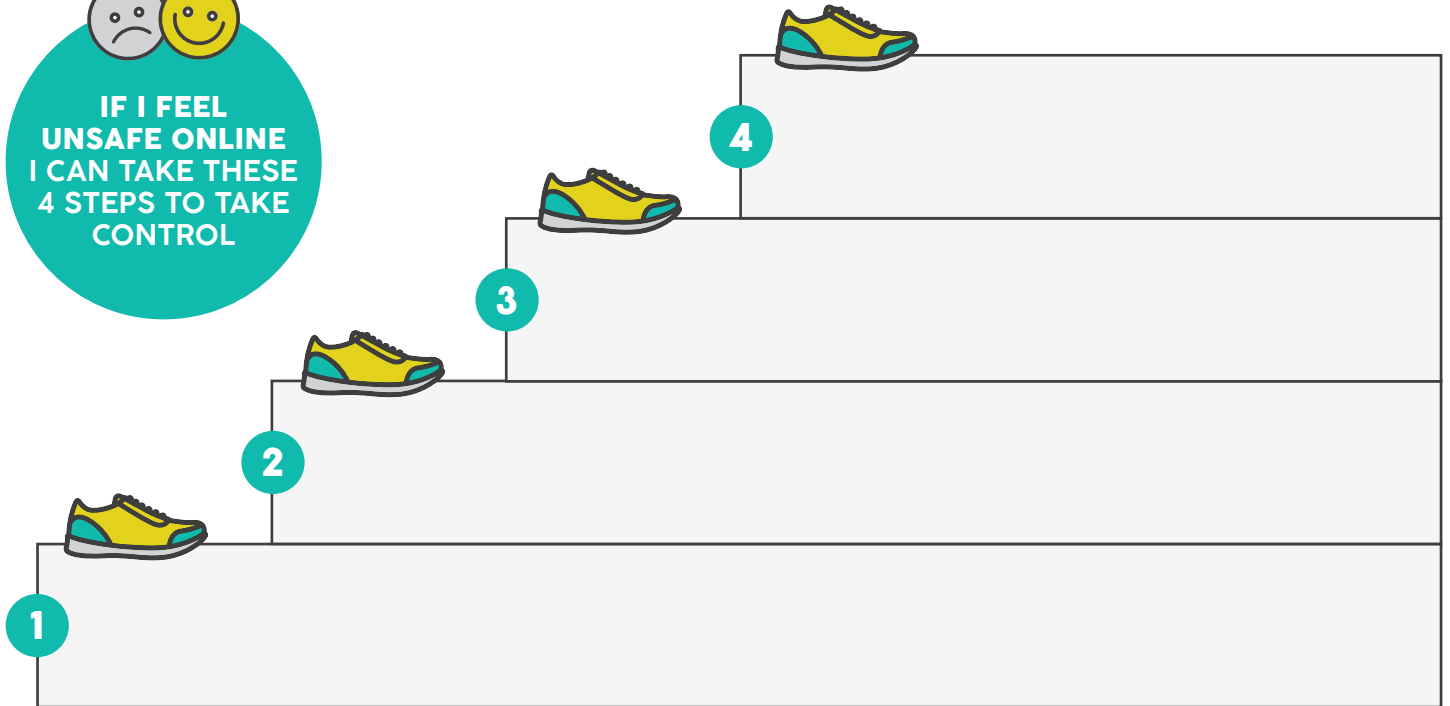 IF I FEEL
UNSAFE ONLINE
I CAN TAKE THESE
4 STEPS TO TAKE
CONTROL
4
3
2
1